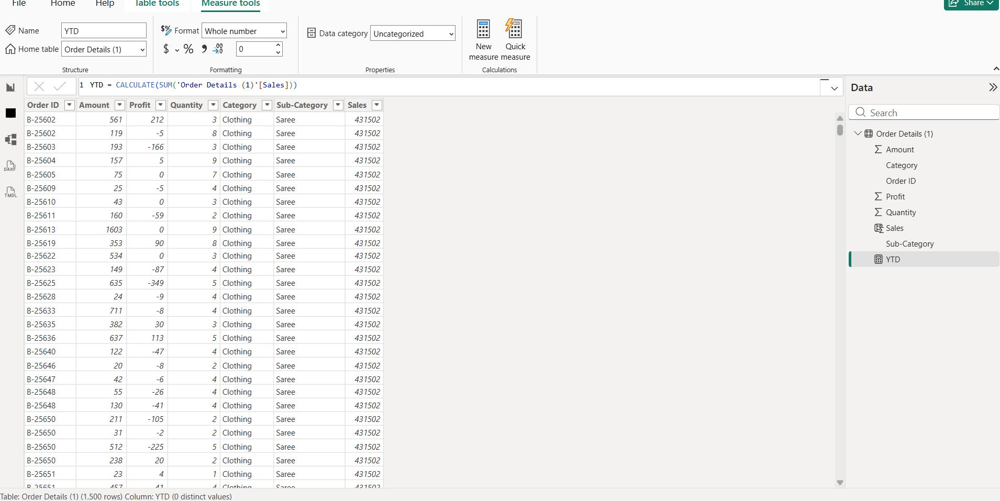 File Home Help Table tools Measure tools Share
Name YTD
Home table Order Details (1)
Structure
$% Format Whole number
$ % 9 .00 →.0 0
Formatting
Data category Uncategorized
Properties
New measure
Quick measure
Calculations
1 YTD = CALCULATE(SUM('Order Details (1)'[Sales]))
Order ID Amount Profit Quantity Category Sub-Category Sales
B-25602 561 212 3 Clothing Saree 431502
B-25602 119 -5 8 Clothing Saree 431502
B-25603 193 -166 3 Clothing Saree 431502
B-25604 157 5 9 Clothing Saree 431502
B-25605 75 0 7 Clothing Saree 431502
B-25609 25 -5 4 Clothing Saree 431502
B-25610 43 0 3 Clothing Saree 431502
B-25611 160 -59 2 Clothing Saree 431502
B-25613 1603 0 9 Clothing Saree 431502
B-25619 353 90 8 Clothing Saree 431502
B-25622 534 0 3 Clothing Saree 431502
B-25623 149 -87 4 Clothing Saree 431502
B-25625 635 -349 5 Clothing Saree 431502
B-25628 24 -9 4 Clothing Saree 431502
B-25633 711 -8 4 Clothing Saree 431502
B-25635 382 30 3 Clothing Saree 431502
B-25636 637 113 5 Clothing Saree 431502
B-25640 122 -47 4 Clothing Saree 431502
B-25646 20 -8 2 Clothing Saree 431502
B-25647 42 -6 4 Clothing Saree 431502
B-25648 55 -26 4 Clothing Saree 431502
B-25648 130 -41 4 Clothing Saree 431502
B-25650 211 -105 2 Clothing Saree 431502
B-25650 31 -2 2 Clothing Saree 431502
B-25650 512 -225 5 Clothing Saree 431502
B-25650 238 20 2 Clothing Saree 431502
B-25651 23 4 1 Clothing Saree 431502
B-25651 457 41 4 Clothing Saree 431502
Table: Order Details (1) (1,500 rows) Column: YTD (0 distinct values)
DAX
TMDL
Data
Search
Order Details (1)
Amount
Category
Order ID
Profit
Quantity
Sales
Sub-Category
YTD